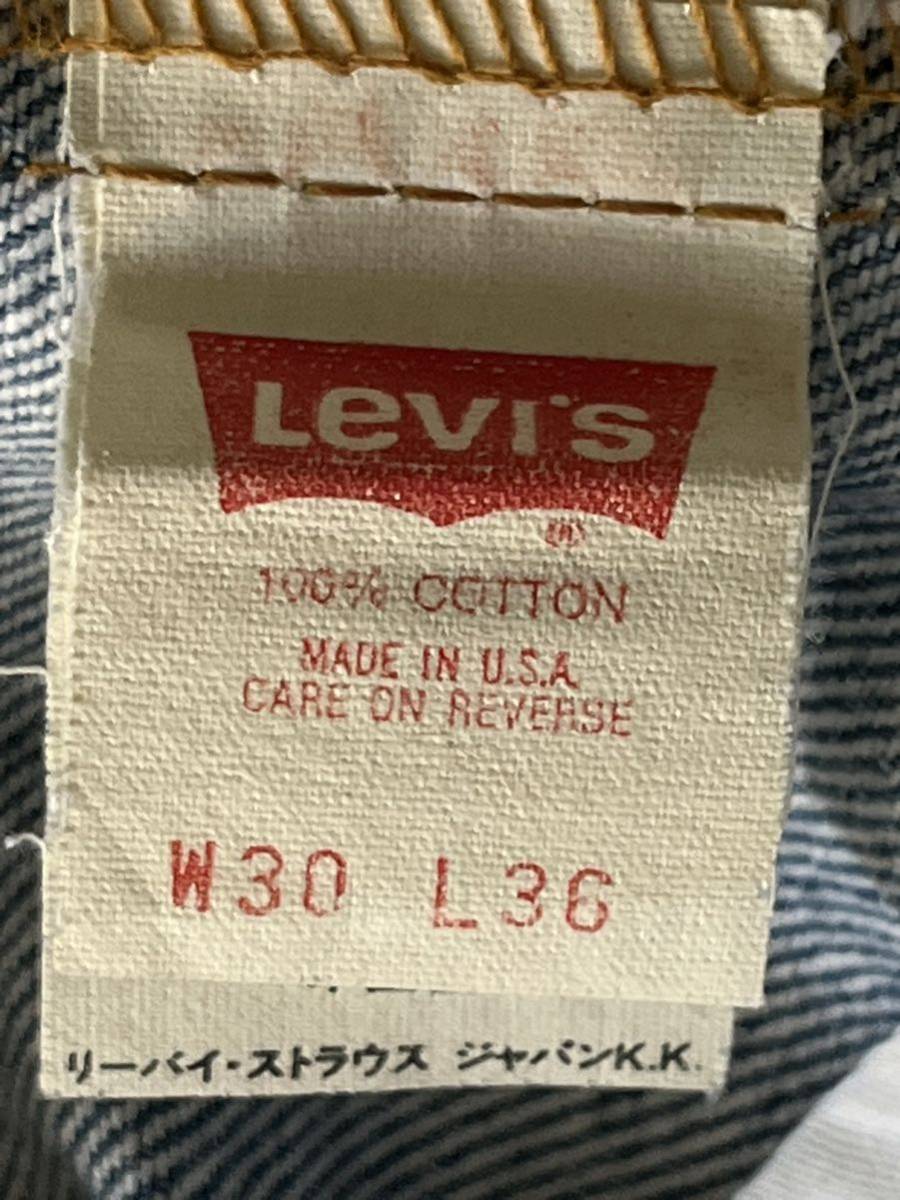 Levi's
®
100% COTTON
MADE IN U.S.A.
CARE ON REVERSE
W30 L36
リーバイ・ストラウス ジャパンK.K.